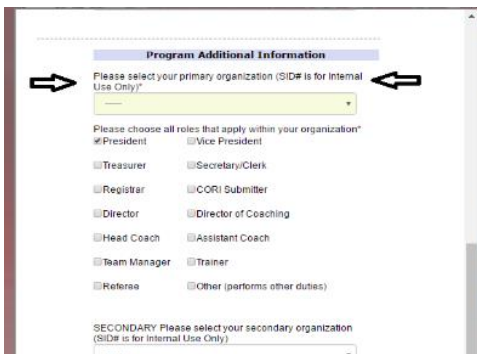 Program Additional Information
Please select your primary organization (SID# is for Internal
Use Only)*
-----
Please choose all roles that apply within your organization*
President Vice President
Treasurer Secretary/Clerk
Registrar CORI Submitter
Director Director of Coaching
Head Coach Assistant Coach
Team Manager Trainer
Referee Other (performs other duties)
SECONDARY Please select your secondary organization
(SID# is for Internal Use Only)